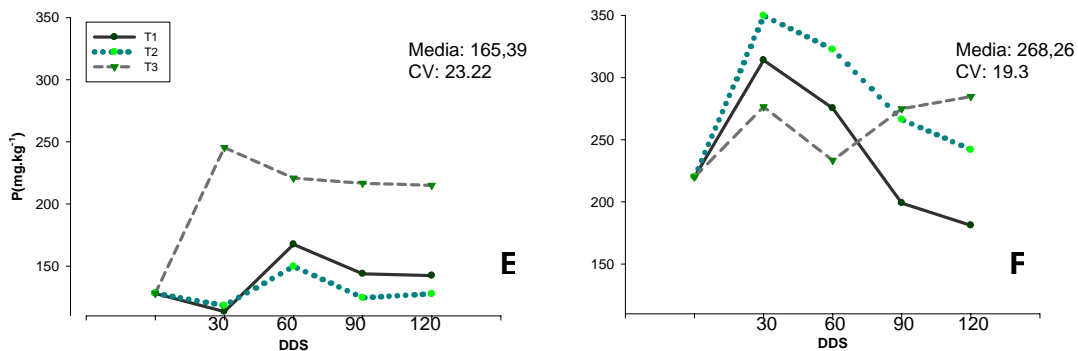 350
300
250
200
150
P(mg.kg-1)
T1
T2
T3
Media: 165,39
CV: 23.22
E
30 60 90 120
DDS
350
300
250
200
150
Media: 268,26
CV: 19.3
F
30 60 90 120
DDS